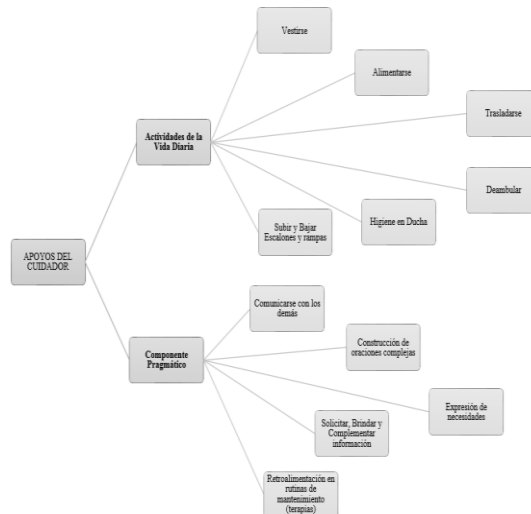 Vestirse
Alimentarse
Trasladarse
Actividades de la
Vida Diaria
Deambular
Higiene en Ducha
Subir y Bajar
Escalones y rampas
APOYOS DEL
CUIDADOR
Comunicarse con los
demás
Construcción de
oraciones complejas
Componente
Pragmático
Expresión de
necesidades
Solicitar, Brindar y
Complementar
información
Retroalimentación en
rutinas de
mantenimiento
(terapias)